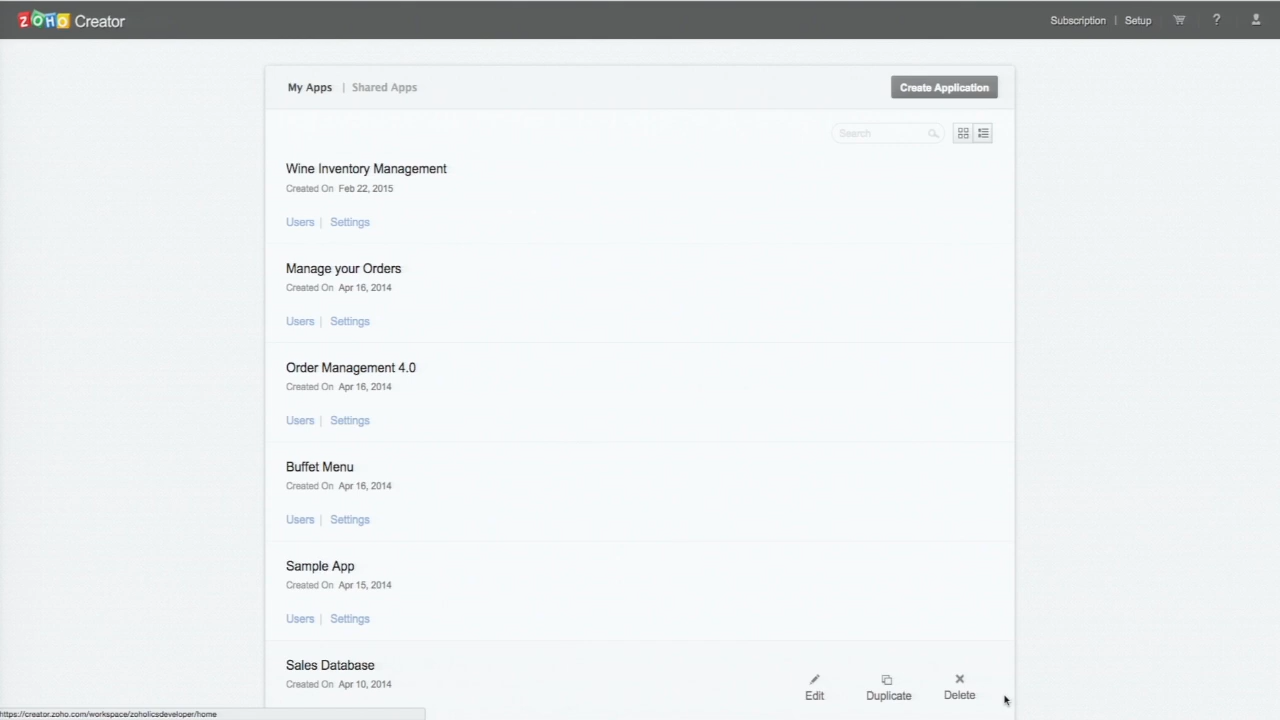 ZOHO Creator
Subscription | Setup ?
My Apps | Shared Apps
Create Application
Search
Wine Inventory Management
Created On Feb 22, 2015
Users | Settings
Manage your Orders
Created On Apr 16, 2014
Users | Settings
Order Management 4.0
Created On Apr 16, 2014
Users | Settings
Buffet Menu
Created On Apr 16, 2014
Users | Settings
Sample App
Created On Apr 15, 2014
Users | Settings
Sales Database
Created On Apr 10, 2014
Edit Duplicate Delete
https://creator.zoho.com/workspace/zoholicsdeveloper/home